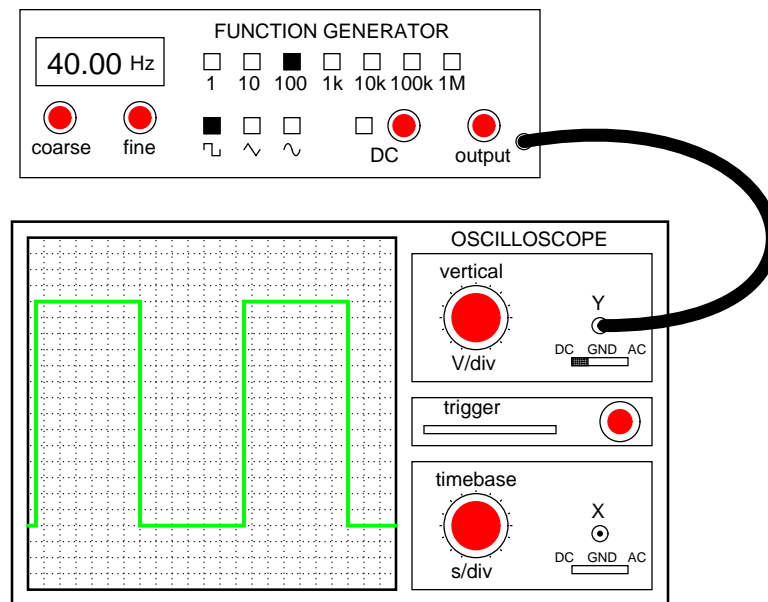 FUNCTION GENERATOR
40.00 Hz
1 10 100 1k 10k 100k 1M
coarse fine DC output
OSCILLOSCOPE
vertical
Y
DC GND AC
V/div
trigger
timebase
X
DC GND AC
s/div